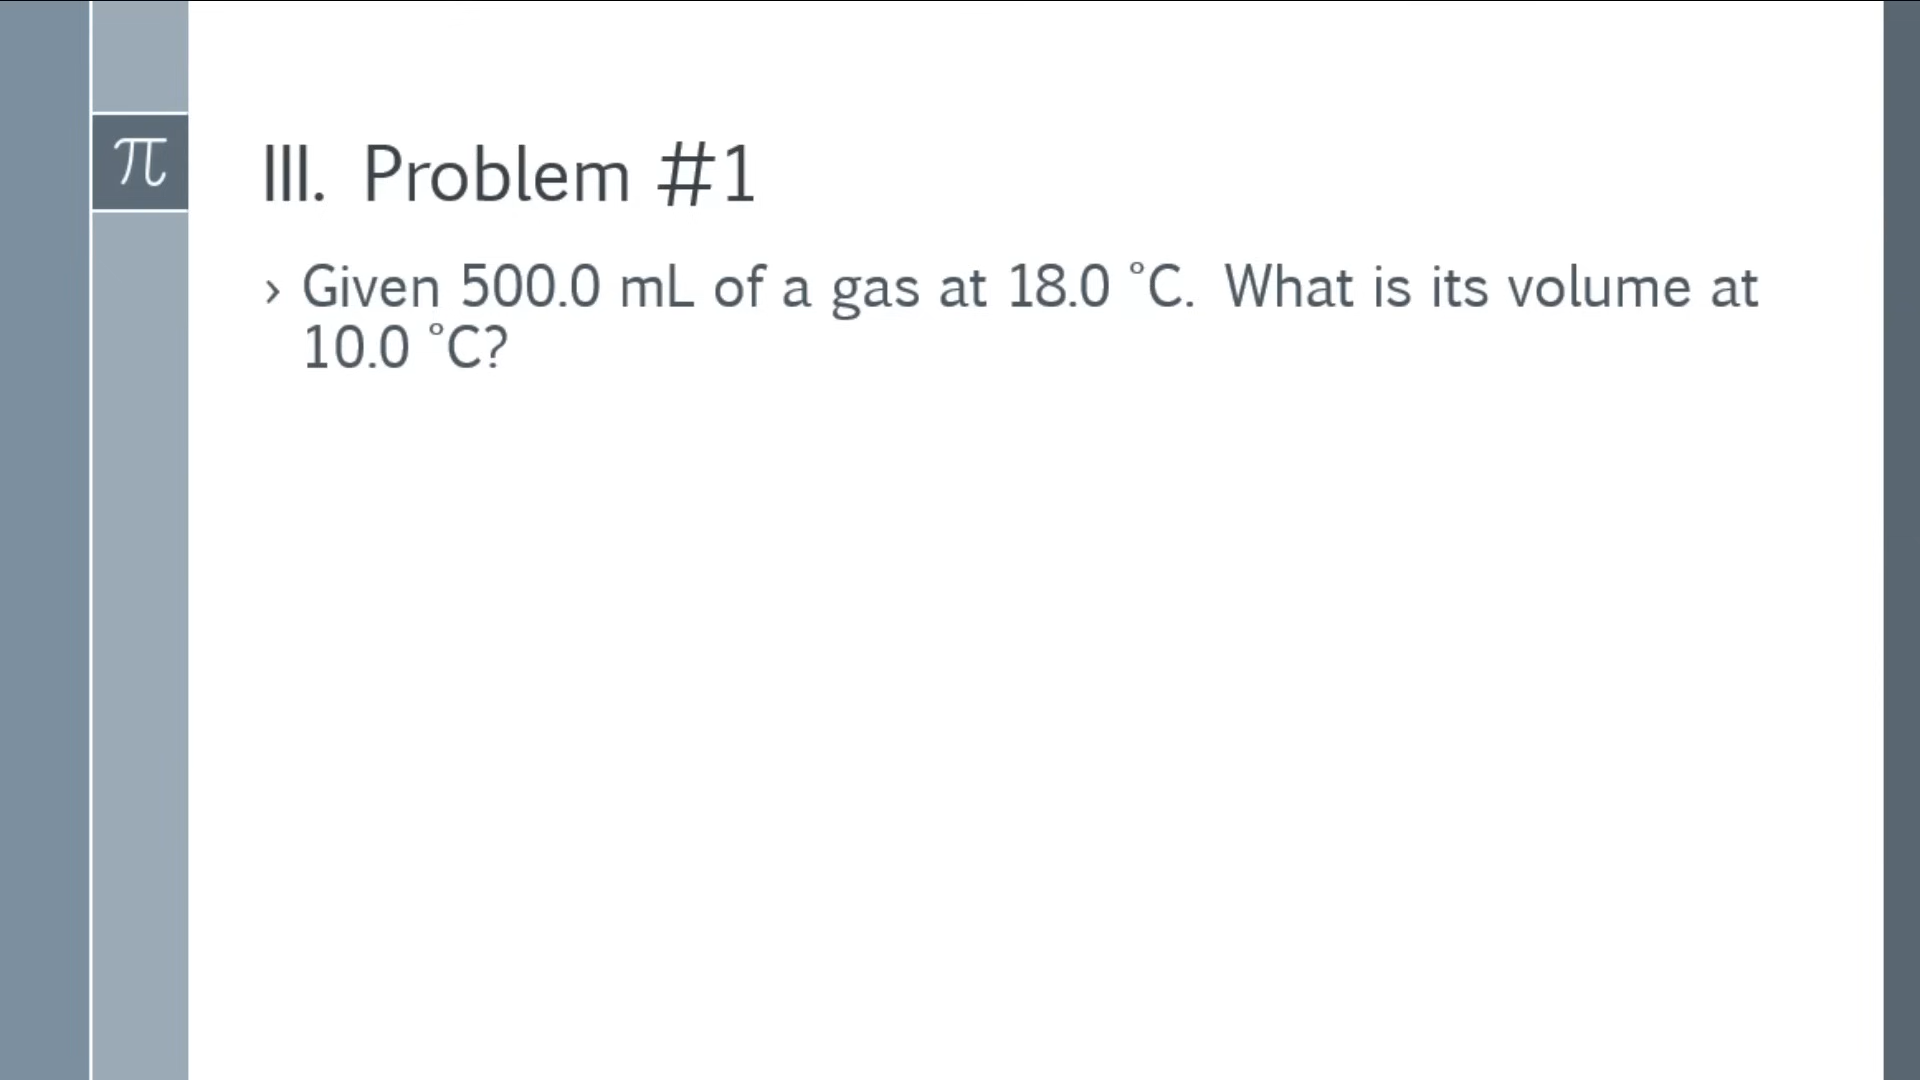 π
III. Problem #1
› Given 500.0 mL of a gas at 18.0 °C. What is its volume at
10.0 °C?